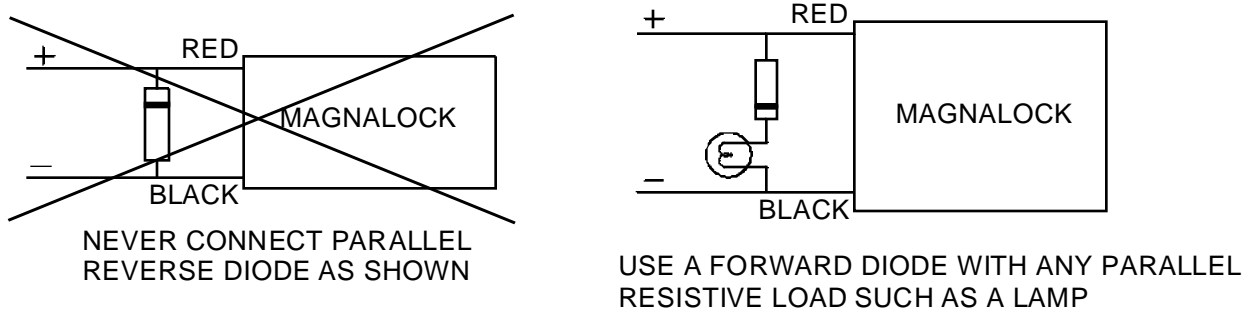 +
RED
MAGNALOCK
–
BLACK
NEVER CONNECT PARALLEL
REVERSE DIODE AS SHOWN
+
RED
MAGNALOCK
–
BLACK
USE A FORWARD DIODE WITH ANY PARALLEL
RESISTIVE LOAD SUCH AS A LAMP